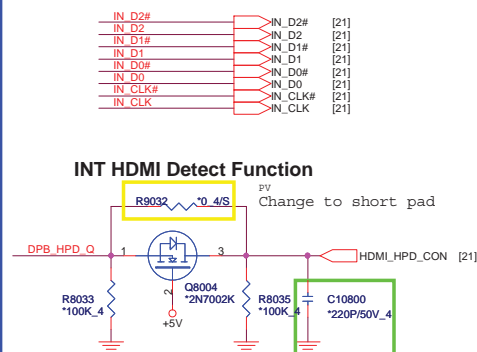 IN_D2# IN_D2# [21]
IN_D2 IN_D2 [21]
IN_D1# IN_D1# [21]
IN_D1 IN_D1 [21]
IN_D0# IN_D0# [21]
IN_D0 IN_D0 [21]
IN_CLK# IN_CLK# [21]
IN_CLK IN_CLK [21]
INT HDMI Detect Function
PV
R9032 *0_4/S Change to short pad
DPB_HPD_Q 1 3 HDMI_HPD_CON [21]
2
R8033
*100K_4
Q8004
*2N7002K
+5V
R8035
*100K_4
C10800
*220P/50V_4